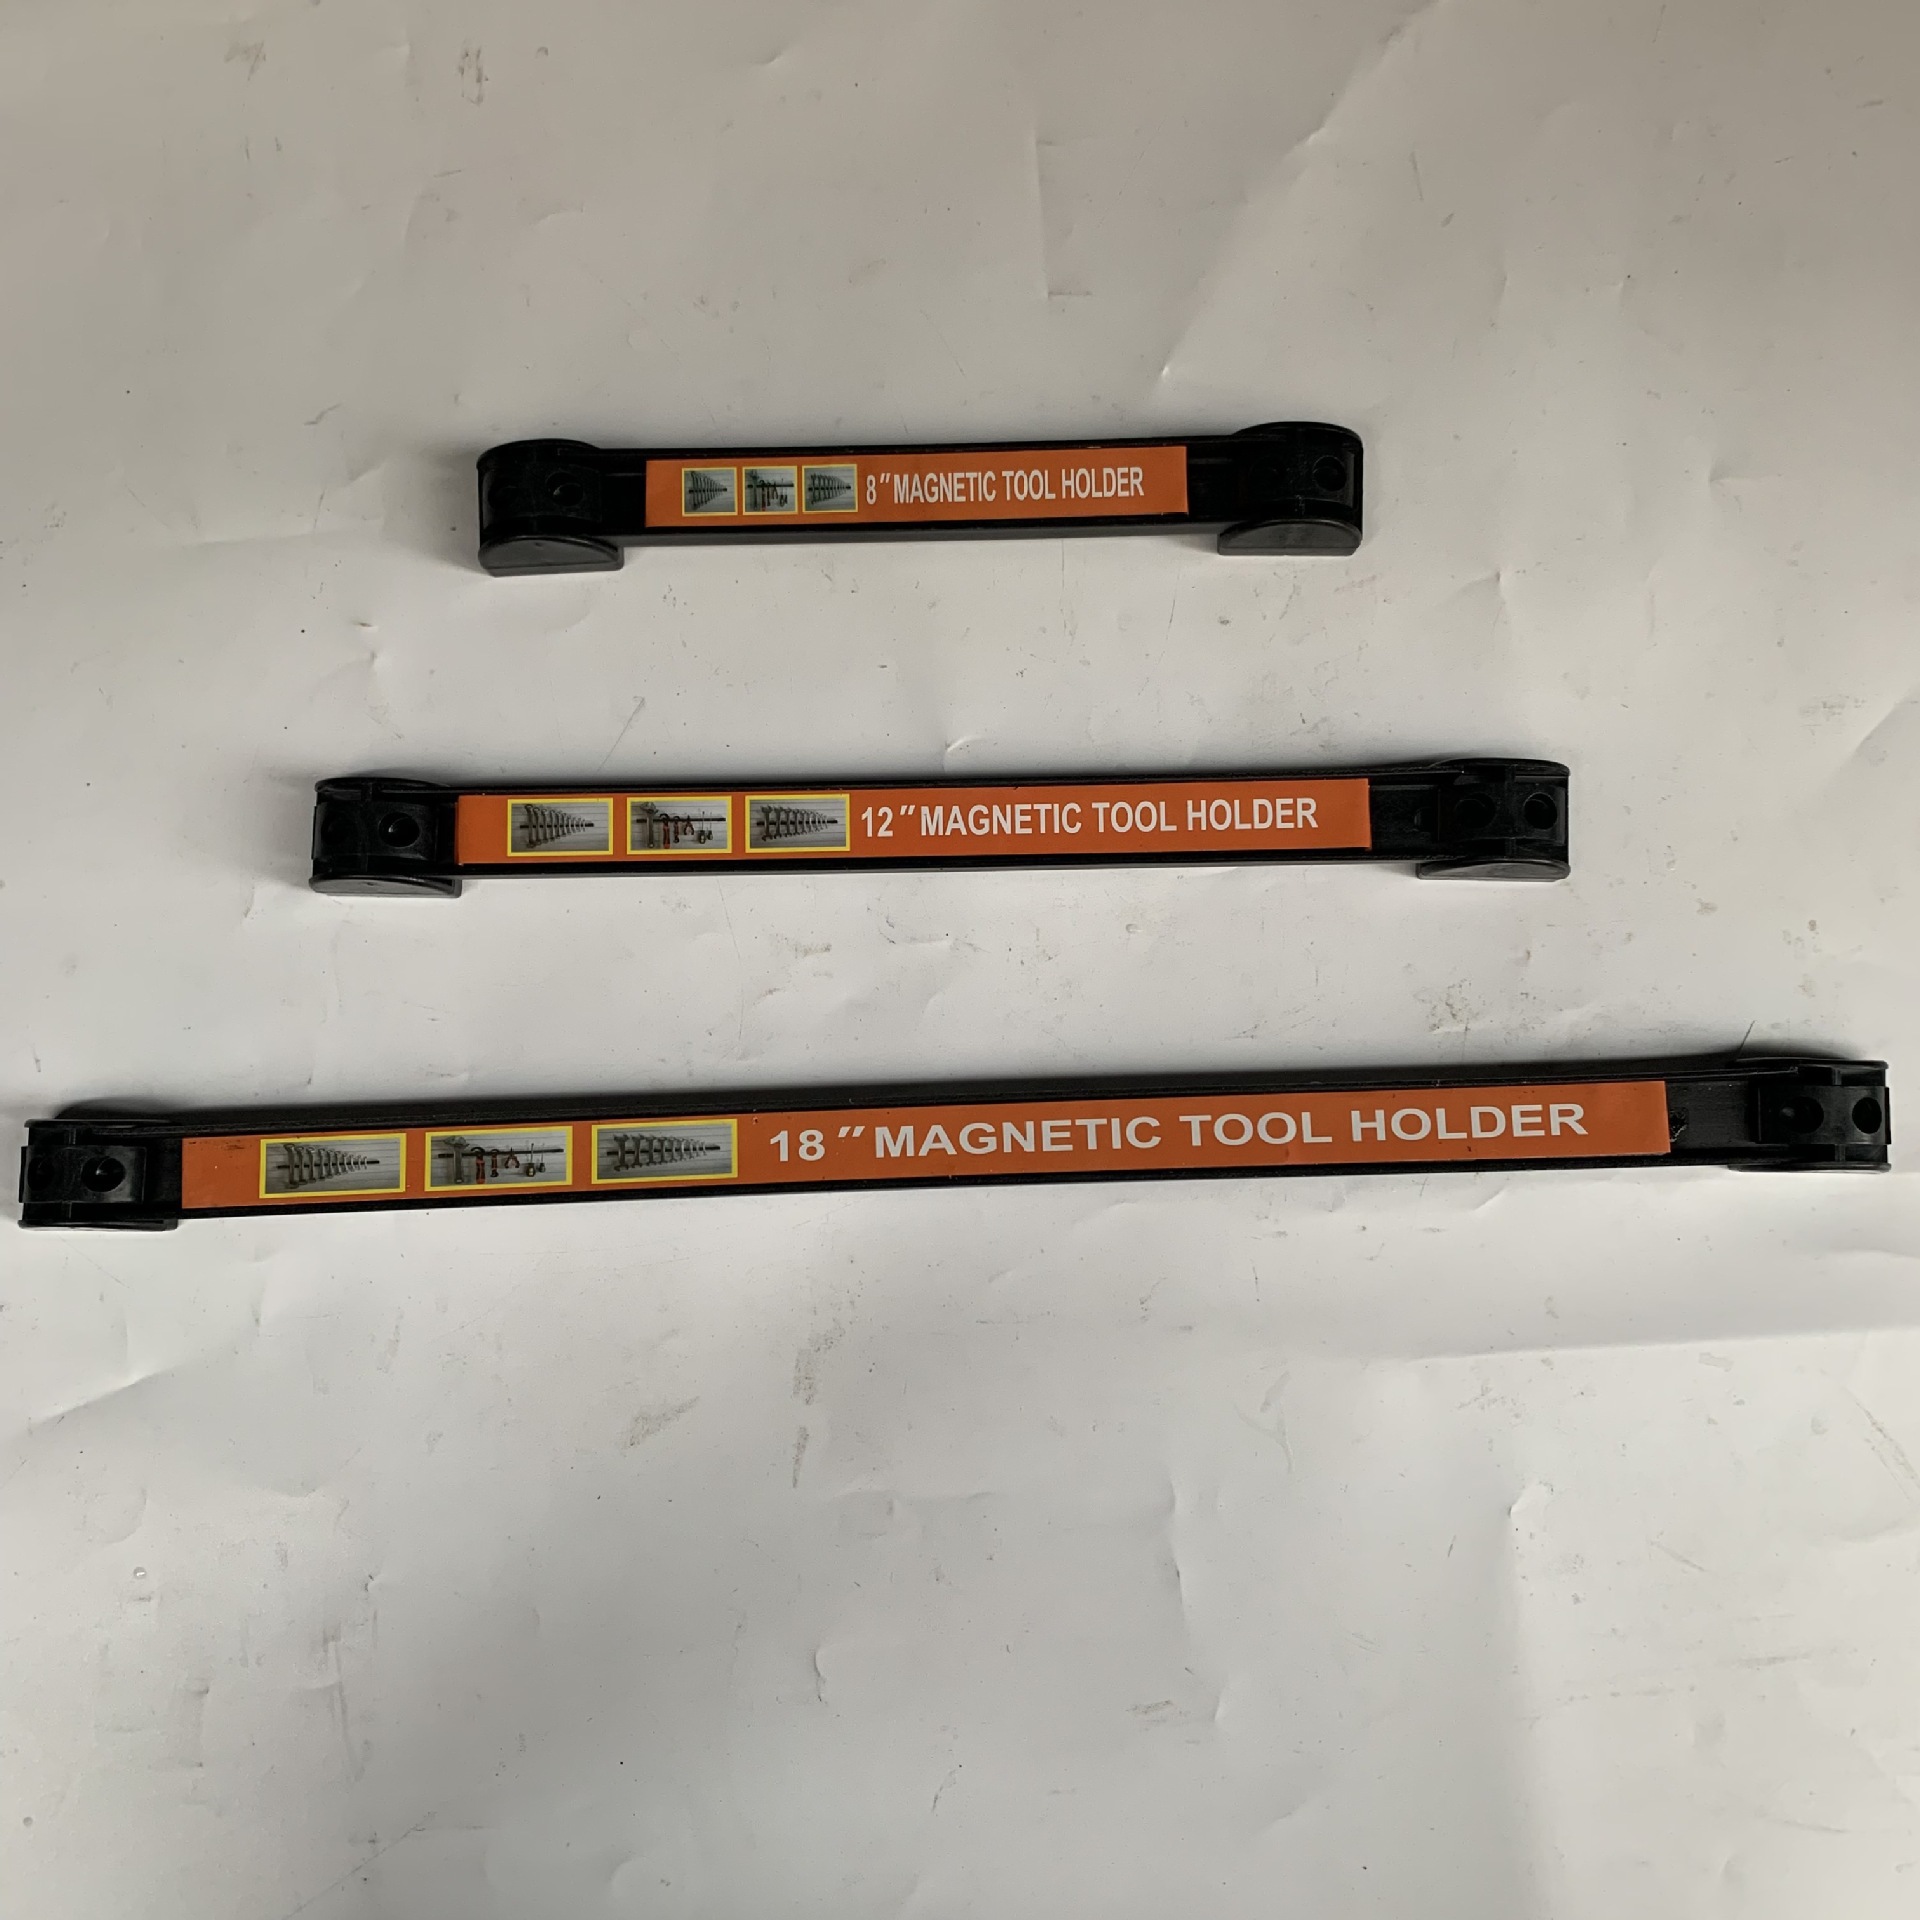 8″MAGNETIC TOOL HOLDER
12″MAGNETIC TOOL HOLDER
18″MAGNETIC TOOL HOLDER